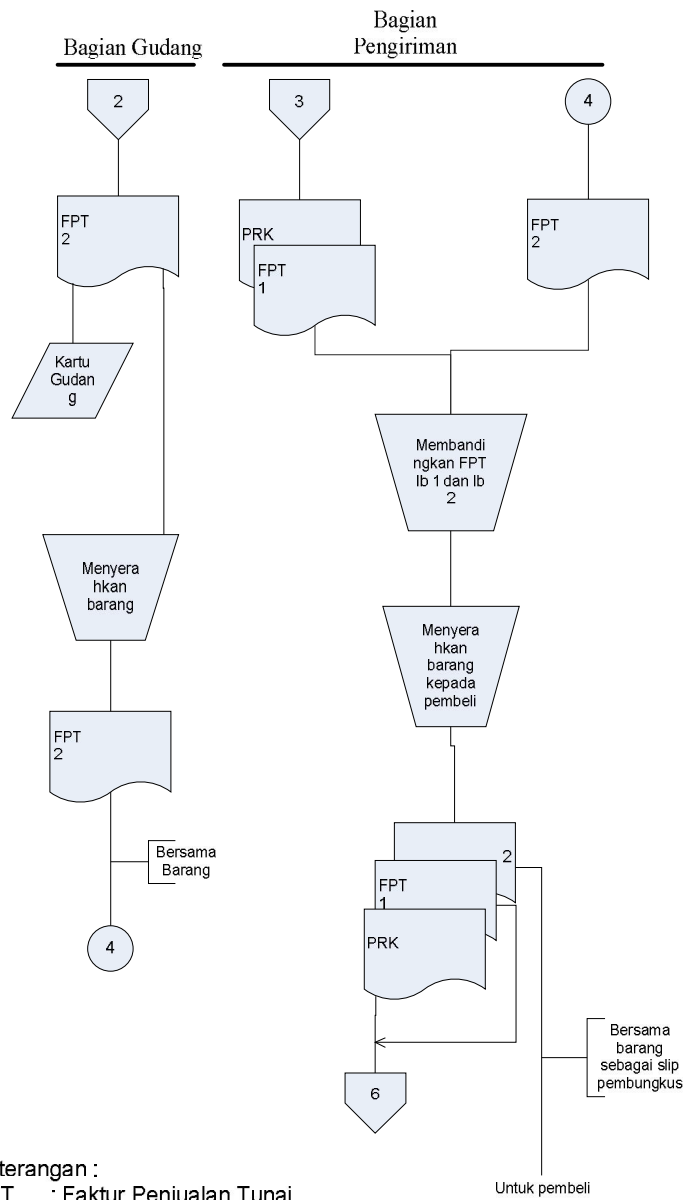 Bagian Gudang
Bagian
Pengiriman
2
FPT
2
Kartu
Gudan
g
Menyera
hkan
barang
FPT
2
Bersama
Barang
4
3
PRK
FPT
1
4
FPT
2
Membandi
ngkan FPT
lb 1 dan lb
2
Menyera
hkan
barang
kepada
pembeli
2
FPT
1
PRK
6
Bersama
barang
sebagai slip
pembungkus
Untuk pembeli
terangan :
T : Faktur Penjualan Tunai